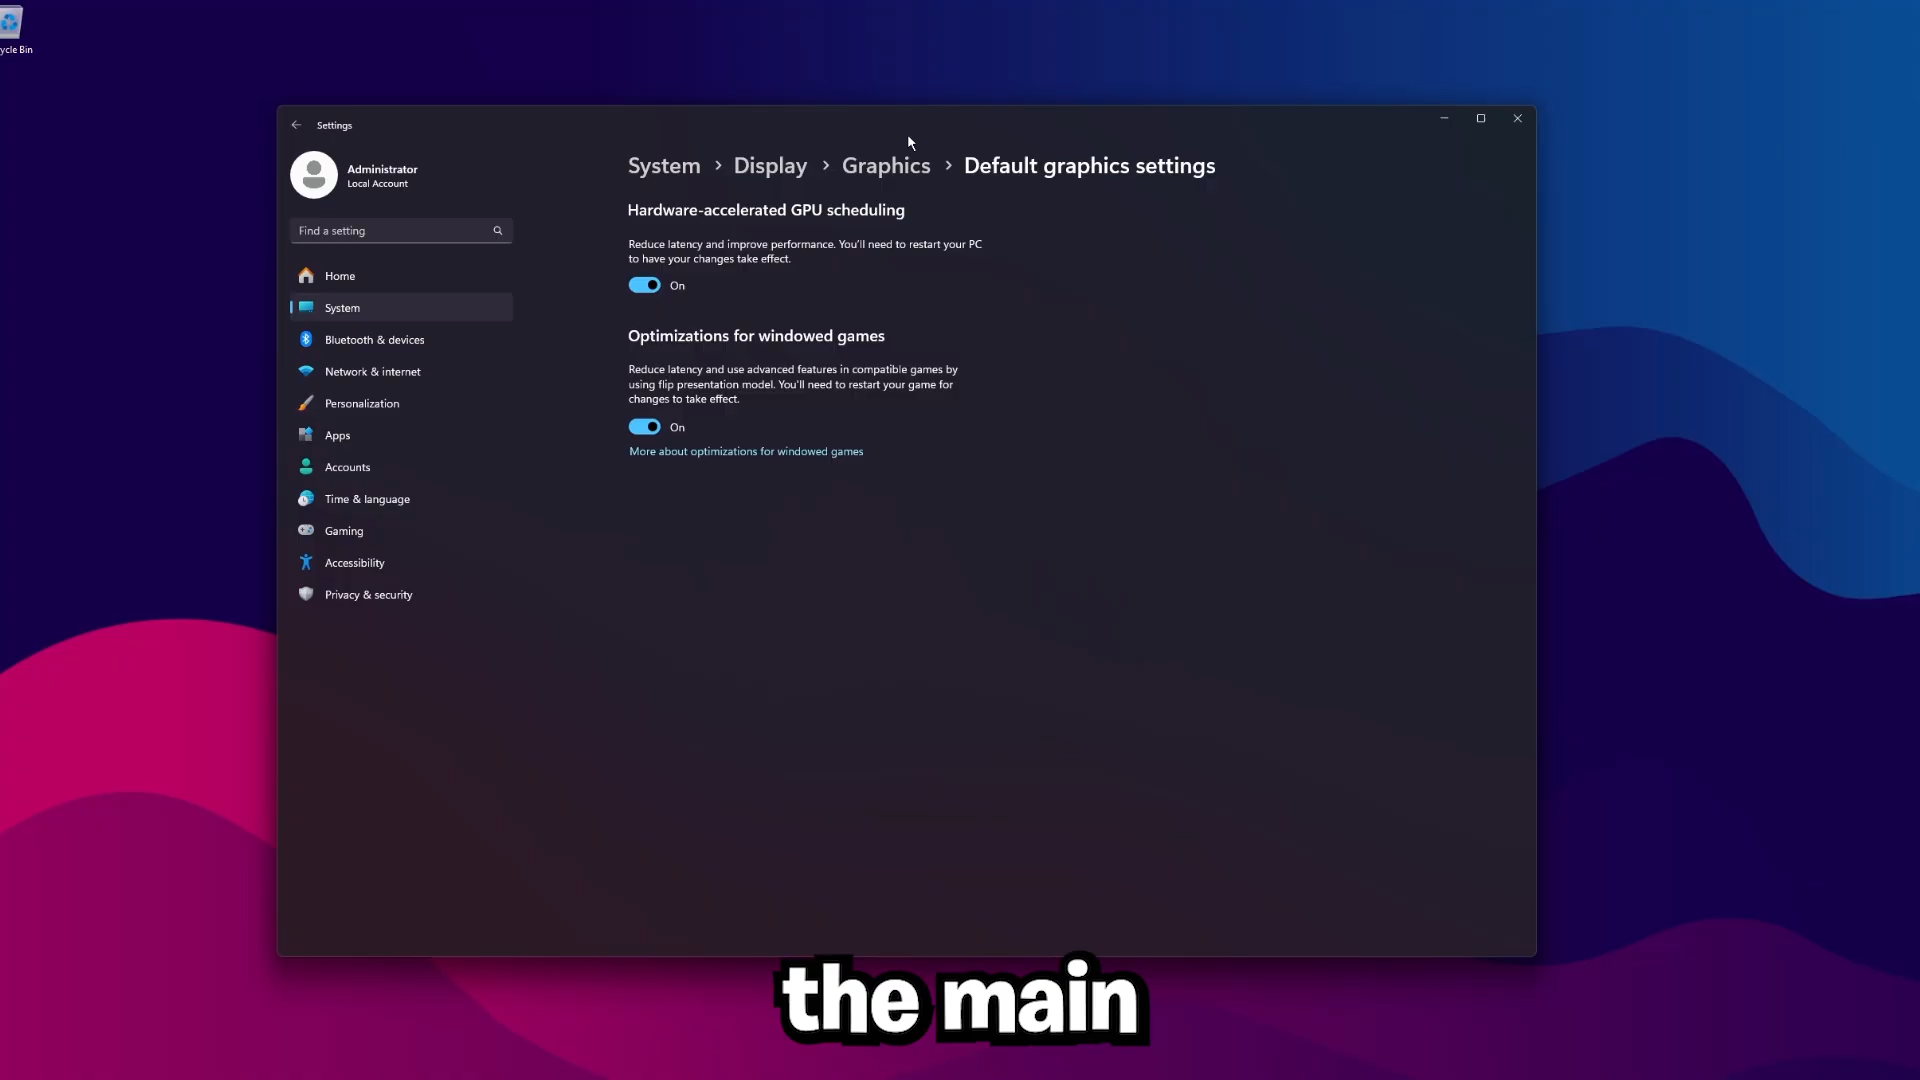 ycle Bin
Settings
Administrator
Local Account
Find a setting
Home
System
Bluetooth & devices
Network & internet
Personalization
Apps
Accounts
Time & language
Gaming
Accessibility
Privacy & security
System > Display > Graphics > Default graphics settings
Hardware-accelerated GPU scheduling
Reduce latency and improve performance. You'll need to restart your PC
to have your changes take effect.
On
Optimizations for windowed games
Reduce latency and use advanced features in compatible games by
using flip presentation model. You'll need to restart your game for
changes to take effect.
On
More about optimizations for windowed games
the main